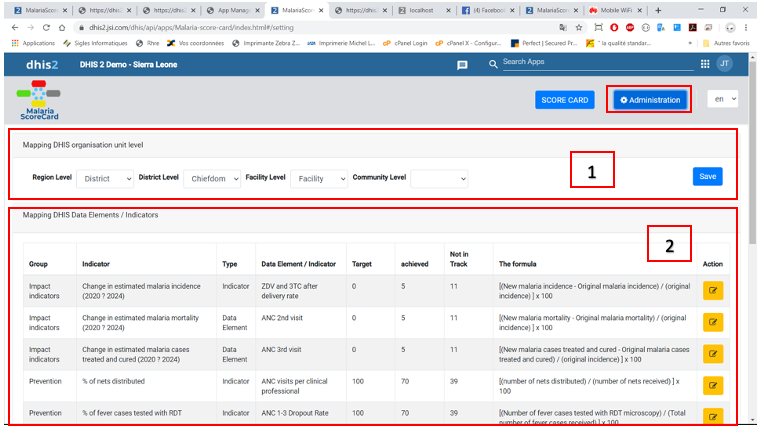 MalariaSc
https://dhis.
https://dhis.
App Manag
MalariaSc
https://dhis
localhost
(4) Faceboo
MalariaSc
Mobile WiFi
dhis2.jsi.com/dhis/api/apps/Malaria-score-card/index.html#/setting
Applications
Sigles Informatiques
Rhre
Vos coordonnées
Imprimante Zebra Z...
Imprimerie Michel L...
cPanel Login
cPanel X - Configur...
Perfect | Secured Pr...
" la qualité standar...
Autres favoris
dhis2
DHIS 2 Demo - Sierra Leone
Search Apps
JT
Malaria
ScoreCard
SCORE CARD
Administration
en
Mapping DHIS organisation unit level
1
Region Level
District
District Level
Chiefdom
Facility Level
Facility
Community Level
Save
Mapping DHIS Data Elements / Indicators
2
Group
Indicator
Type
Data Element / Indicator
Target
achieved
Not in
Track
The formula
Action
Impact
indicators
Change in estimated malaria incidence
(2020 ? 2024)
Indicator
ZDV and 3TC after
delivery rate
0
5
11
[(New malaria incidence - Original malaria incidence) / (original
incidence) ] x 100
Impact
indicators
Change in estimated malaria mortality
(2020 ? 2024)
Data
Element
ANC 2nd visit
0
5
11
[(New malaria mortality - Original malaria mortality) / (original
incidence) ] x 100
Impact
indicators
Change in estimated malaria cases
treated and cured (2020 ? 2024)
Data
Element
ANC 3rd visit
0
5
11
[(New malaria cases treated and cured - Original malaria cases
treated and cured) / (original incidence) ] x 100
Prevention
% of nets distributed
Indicator
ANC visits per clinical
professional
100
70
39
[(number of nets distributed) / (number of nets received) ] x
100
Prevention
% of fever cases tested with RDT
Indicator
ANC 1-3 Dropout Rate
100
70
39
[(Number of fever cases tested with RDT microscopy) / (Total
number of fever cases received) ] x 100